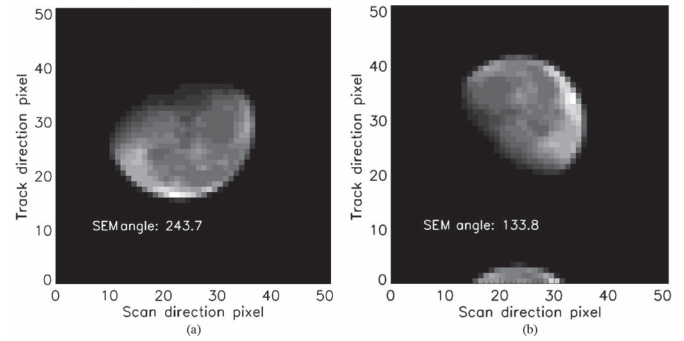 50
40
30
20
10
0
Track direction pixel
SEM angle: 243.7
0 10 20 30 40 50
Scan direction pixel
(a)
50
40
30
20
10
0
Track direction pixel
SEM angle: 133.8
0 10 20 30 40 50
Scan direction pixel
(b)